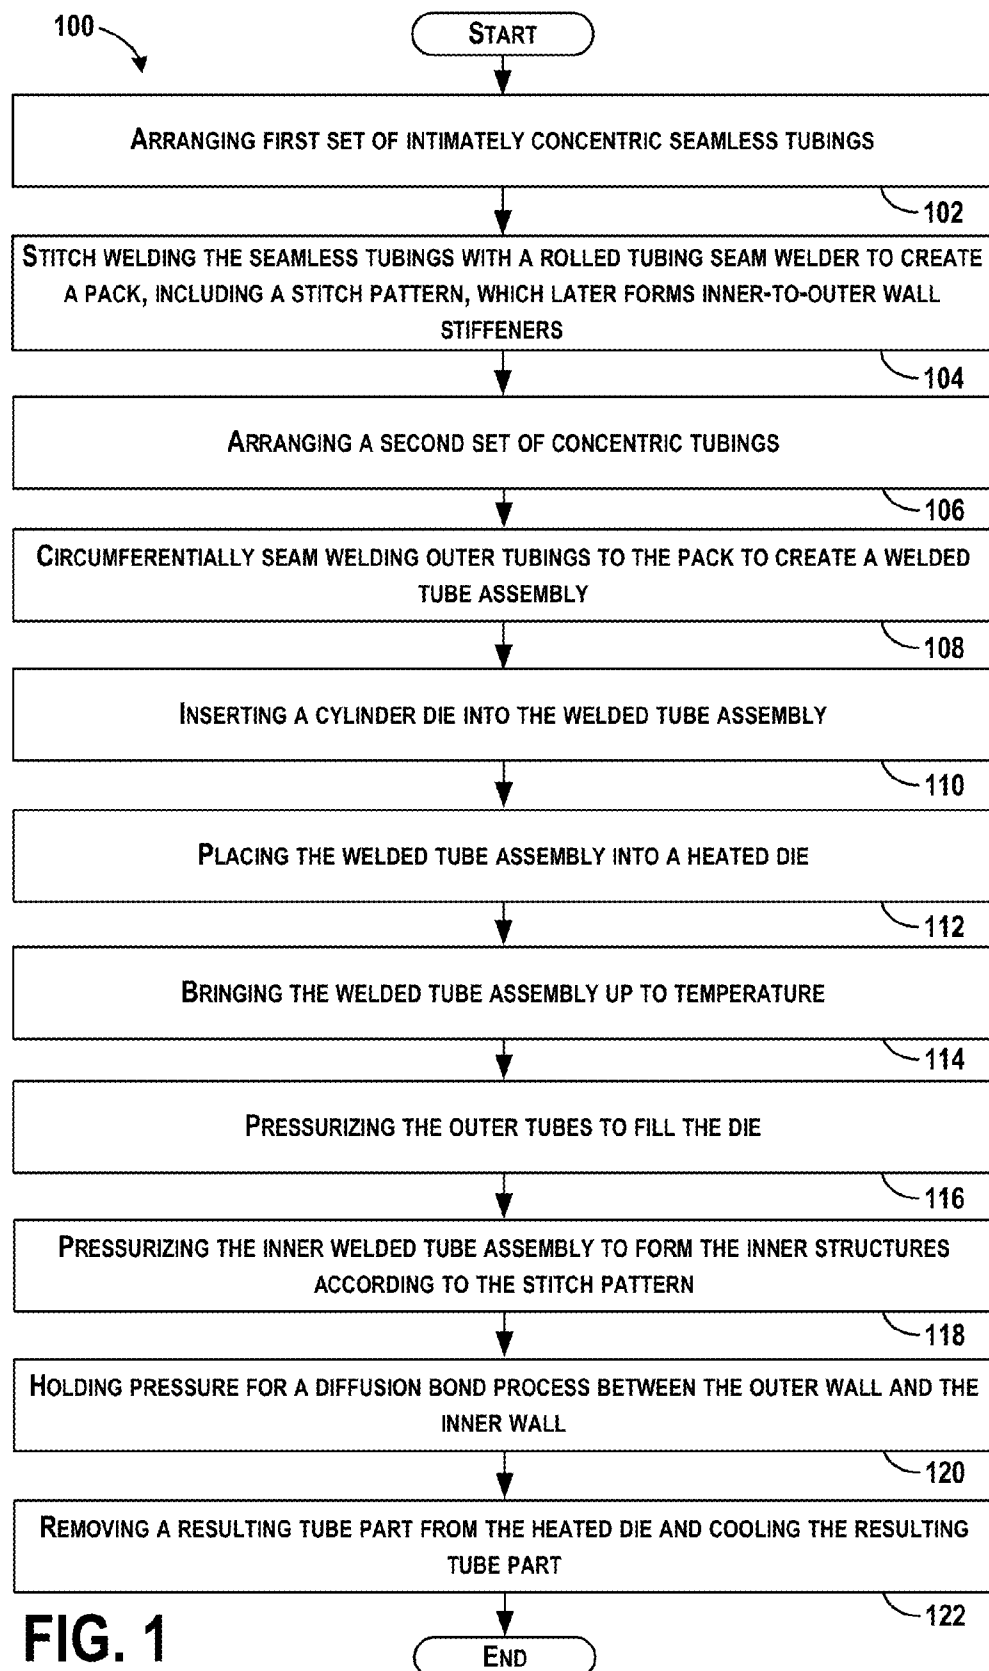 100
START
ARRANGING FIRST SET OF INTIMATELY CONCENTRIC SEAMLESS TUBINGS
102
STITCH WELDING THE SEAMLESS TUBINGS WITH A ROLLED TUBING SEAM WELDER TO CREATE
A PACK, INCLUDING A STITCH PATTERN, WHICH LATER FORMS INNER-TO-OUTER WALL
STIFFENERS
104
ARRANGING A SECOND SET OF CONCENTRIC TUBINGS
106
CIRCUMFERENTIALLY SEAM WELDING OUTER TUBINGS TO THE PACK TO CREATE A WELDED
TUBE ASSEMBLY
108
INSERTING A CYLINDER DIE INTO THE WELDED TUBE ASSEMBLY
110
PLACING THE WELDED TUBE ASSEMBLY INTO A HEATED DIE
112
BRINGING THE WELDED TUBE ASSEMBLY UP TO TEMPERATURE
114
PRESSURIZING THE OUTER TUBES TO FILL THE DIE
116
PRESSURIZING THE INNER WELDED TUBE ASSEMBLY TO FORM THE INNER STRUCTURES
ACCORDING TO THE STITCH PATTERN
118
HOLDING PRESSURE FOR A DIFFUSION BOND PROCESS BETWEEN THE OUTER WALL AND THE
INNER WALL
120
REMOVING A RESULTING TUBE PART FROM THE HEATED DIE AND COOLING THE RESULTING
TUBE PART
122
FIG. 1
END